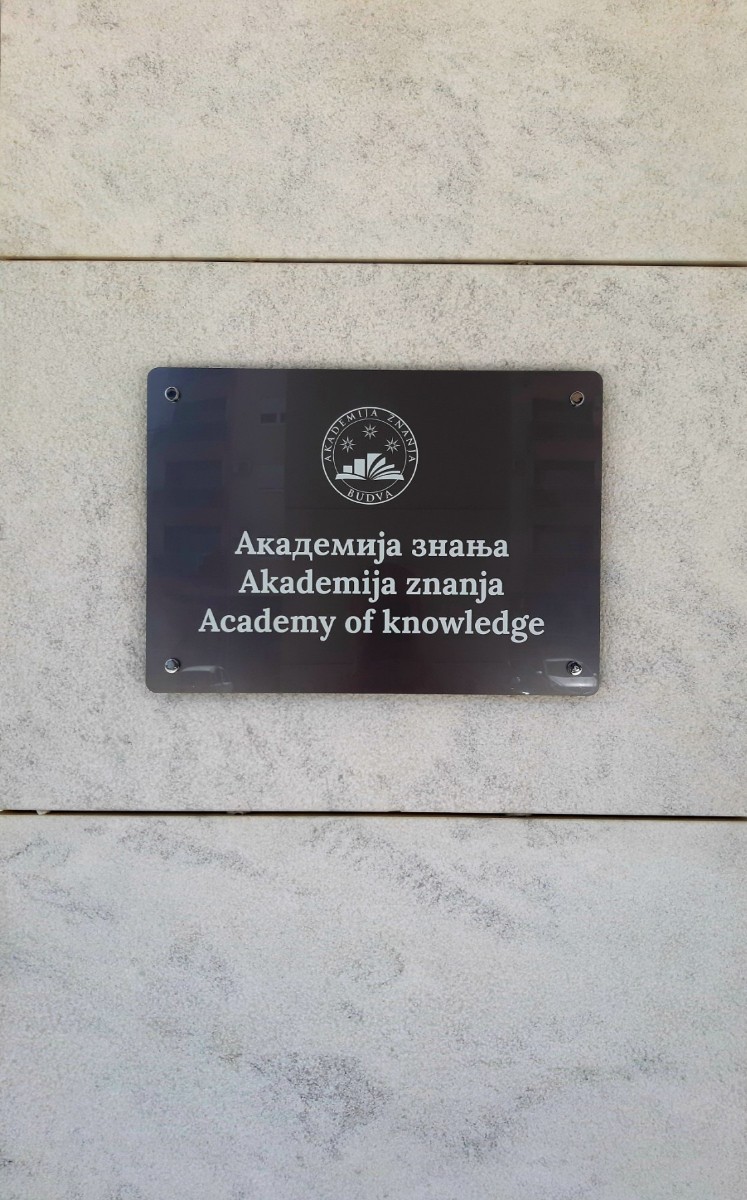 AKADEMIJA ZNANJA
BUDVA
Академија знања
Akademija znanja
Academy of knowledge